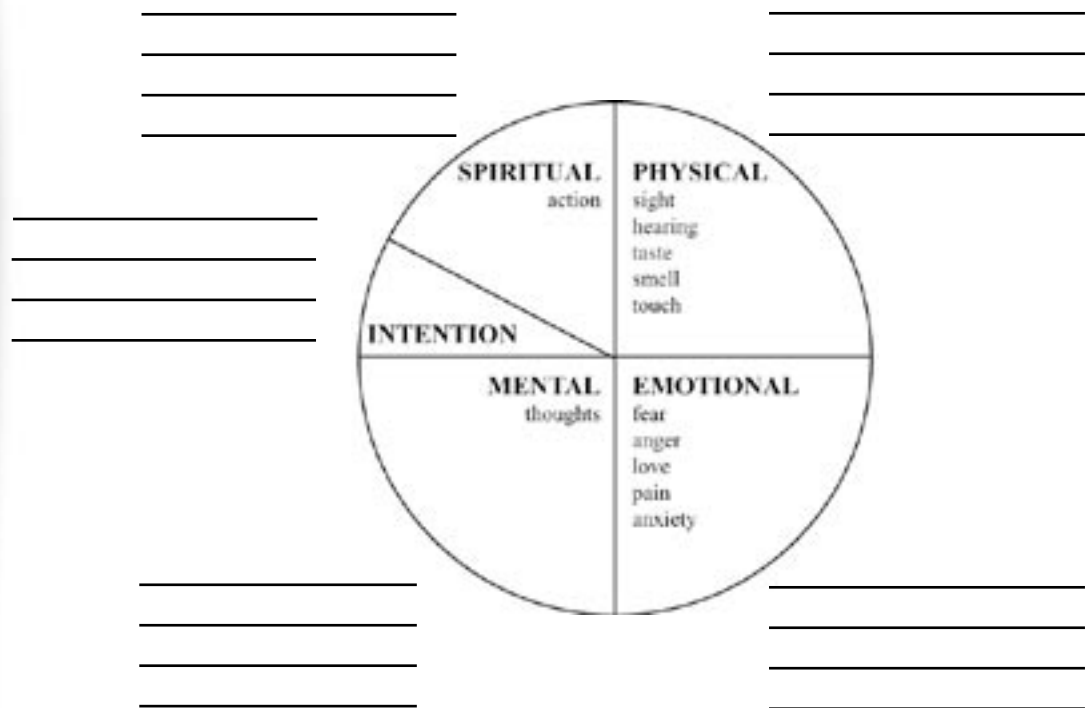 SPIRITUAL
action
PHYSICAL
sight
hearing
taste
smell
touch
INTENTION
MENTAL
thoughts
EMOTIONAL
fear
anger
love
pain
anxiety